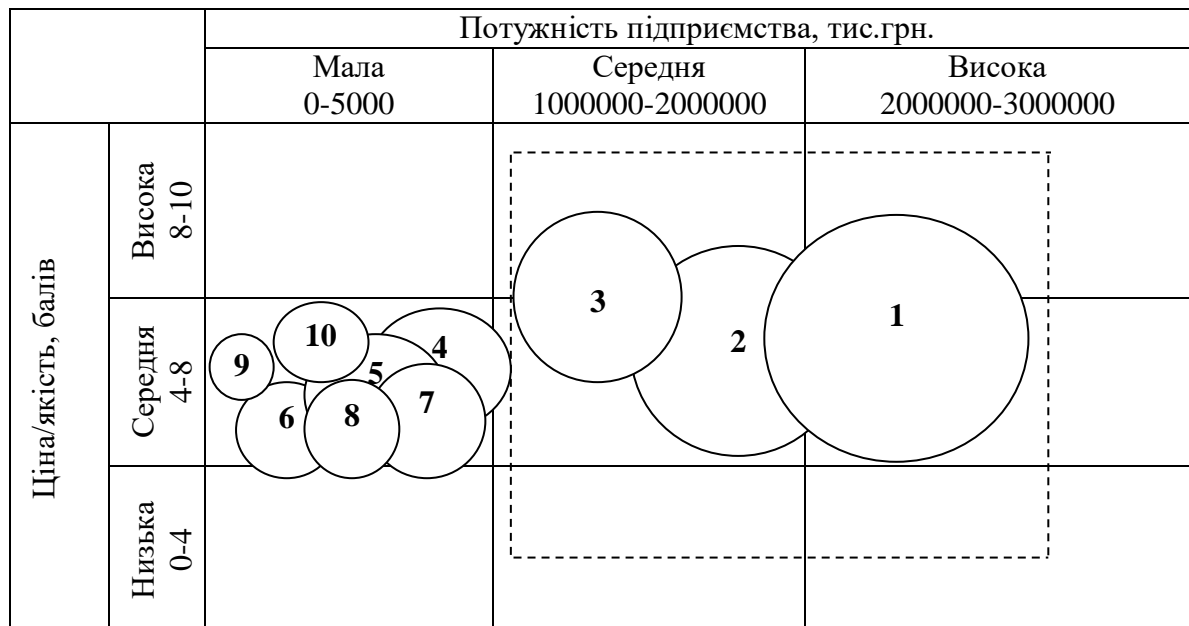 Потужність підприємства, тис.грн.
Мала
0-5000
Середня
1000000-2000000
Висока
2000000-3000000
Ціна/якість, балів
Висока
8-10
Середня
4-8
Низька
0-4
1
2
3
4
5
6
7
8
9
10